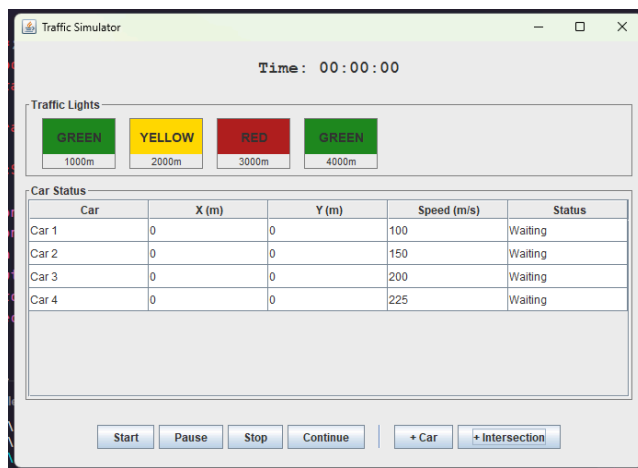 Traffic Simulator
Time: 00:00:00
Traffic Lights
GREEN YELLOW RED GREEN
1000m 2000m 3000m 4000m
Car Status
Car X (m) Y (m) Speed (m/s) Status
Car 1 0 0 100 Waiting
Car 2 0 0 150 Waiting
Car 3 0 0 200 Waiting
Car 4 0 0 225 Waiting
Start Pause Stop Continue + Car + Intersection